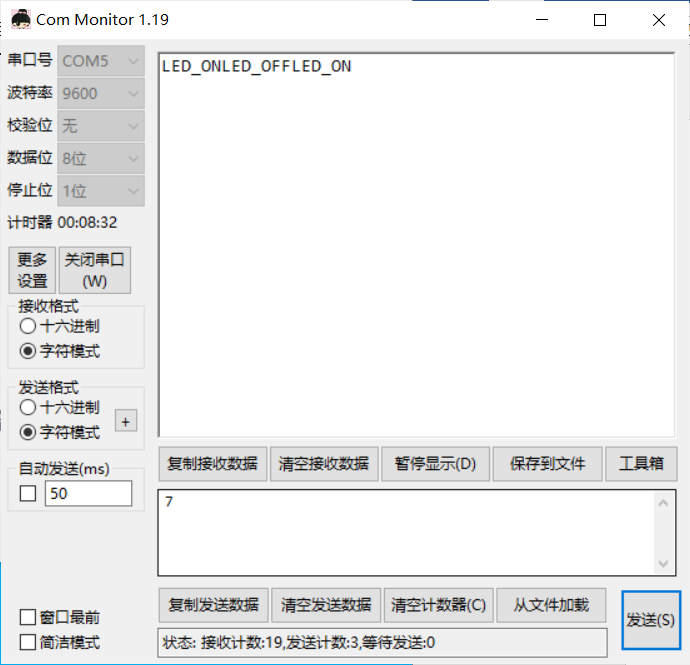 Com Monitor 1.19
串口号 COM5
波特率 9600
校验位 无
数据位 8位
停止位 1位
计时器 00:08:32
更多
设置
关闭串口
(W)
接收格式
十六进制
字符模式
发送格式
十六进制
字符模式
+
自动发送(ms)
50
窗口最前
简洁模式
LED_ONLED_OFFLED_ON
复制接收数据 清空接收数据 暂停显示(D) 保存到文件 工具箱
7
复制发送数据 清空发送数据 清空计数器(C) 从文件加载
发送(S)
状态: 接收计数:19,发送计数:3,等待发送:0